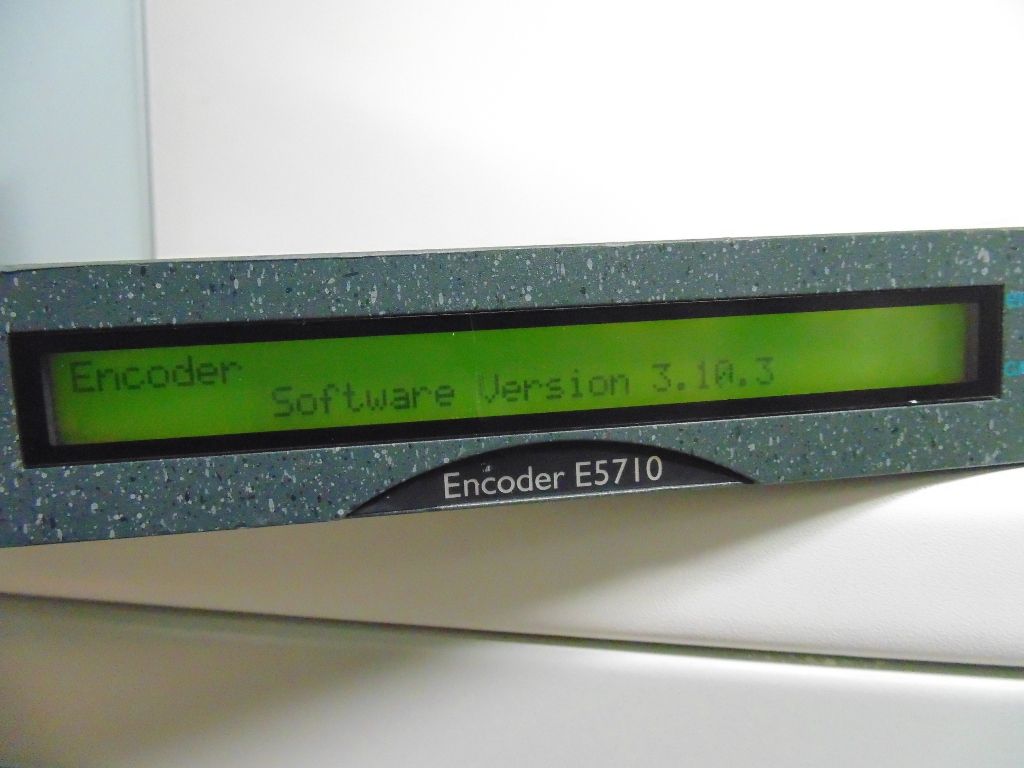 Encoder
Software Version 3.10.3
Encoder E5710